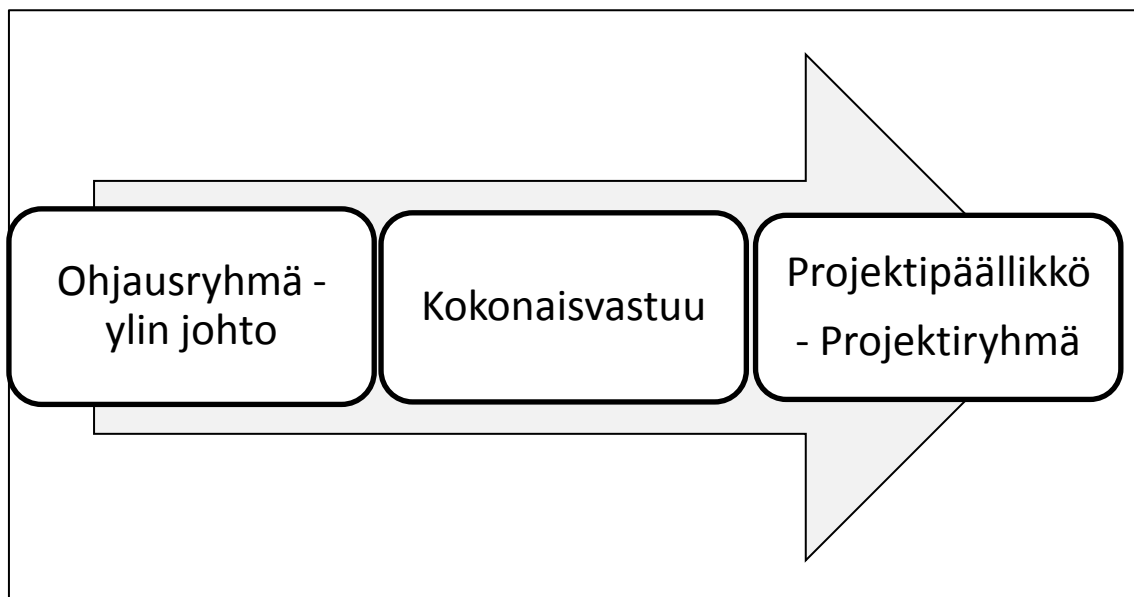 Ohjausryhmä -
ylin johto
Kokonaisvastuu
Projektipäällikkö
- Projektiryhmä